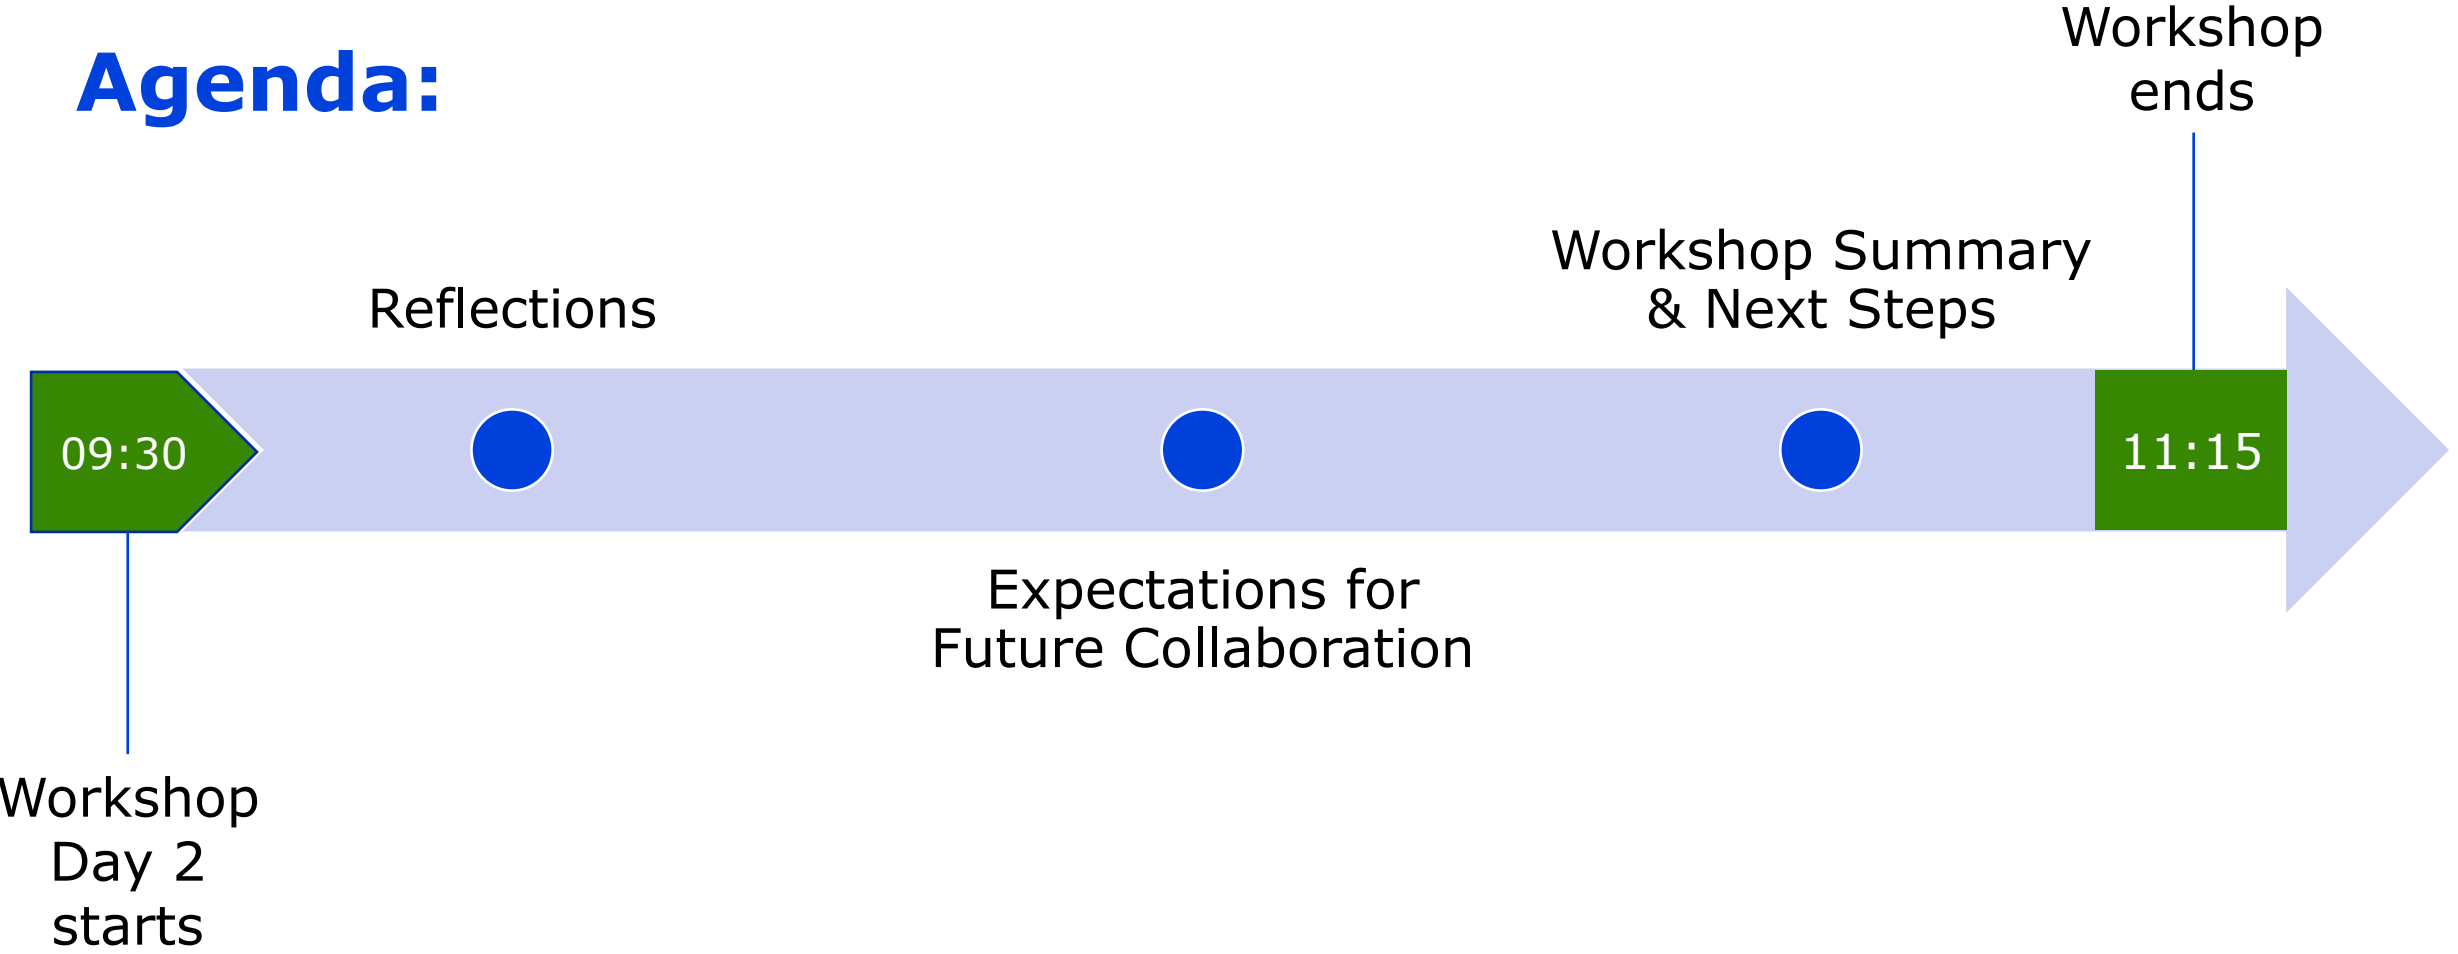 Agenda:
Workshop
ends
Reflections
Workshop Summary
& Next Steps
09:30
11:15
Expectations for
Future Collaboration
Workshop
Day 2
starts